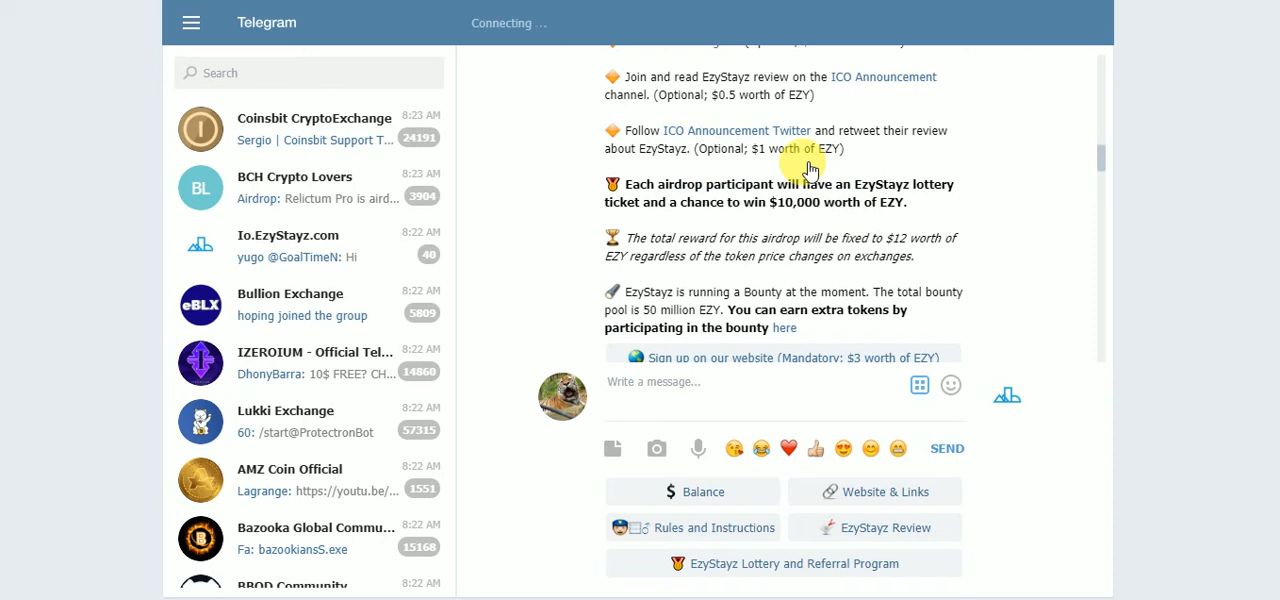 Telegram
Connecting ...
Search
Coinsbit CryptoExchange 8:23 AM
Sergio | Coinsbit Support T... 24191
BCH Crypto Lovers 8:23 AM
BL
Airdrop: Relictum Pro is aird... 3904
Io.EzyStayz.com 8:22 AM
yugo @GoalTimeN: Hi 40
Bullion Exchange 8:22 AM
eBLX
hoping joined the group 5809
IZEROIUM - Official Tel... 8:22 AM
DhonyBarra: 10$ FREE? CH... 14860
Lukki Exchange 8:22 AM
60: /start@ProtectronBot 57315
AMZ Coin Official 8:22 AM
Lagrange: https://youtu.be/... 1551
Bazooka Global Commu... 8:22 AM
Fa: bazookiansS.exe 15168
BBOD Community 8:22 AM
Join and read EzyStayz review on the ICO Announcement
channel. (Optional; $0.5 worth of EZY)
Follow ICO Announcement Twitter and retweet their review
about EzyStayz. (Optional; $1 worth of EZY)
Each airdrop participant will have an EzyStayz lottery
ticket and a chance to win $10,000 worth of EZY.
The total reward for this airdrop will be fixed to $12 worth of
EZY regardless of the token price changes on exchanges.
EzyStayz is running a Bounty at the moment. The total bounty
pool is 50 million EZY. You can earn extra tokens by
participating in the bounty here
Sign up on our website (Mandatory: $3 worth of EZY)
Write a message...
SEND
$ Balance
Website & Links
Rules and Instructions
EzyStayz Review
EzyStayz Lottery and Referral Program